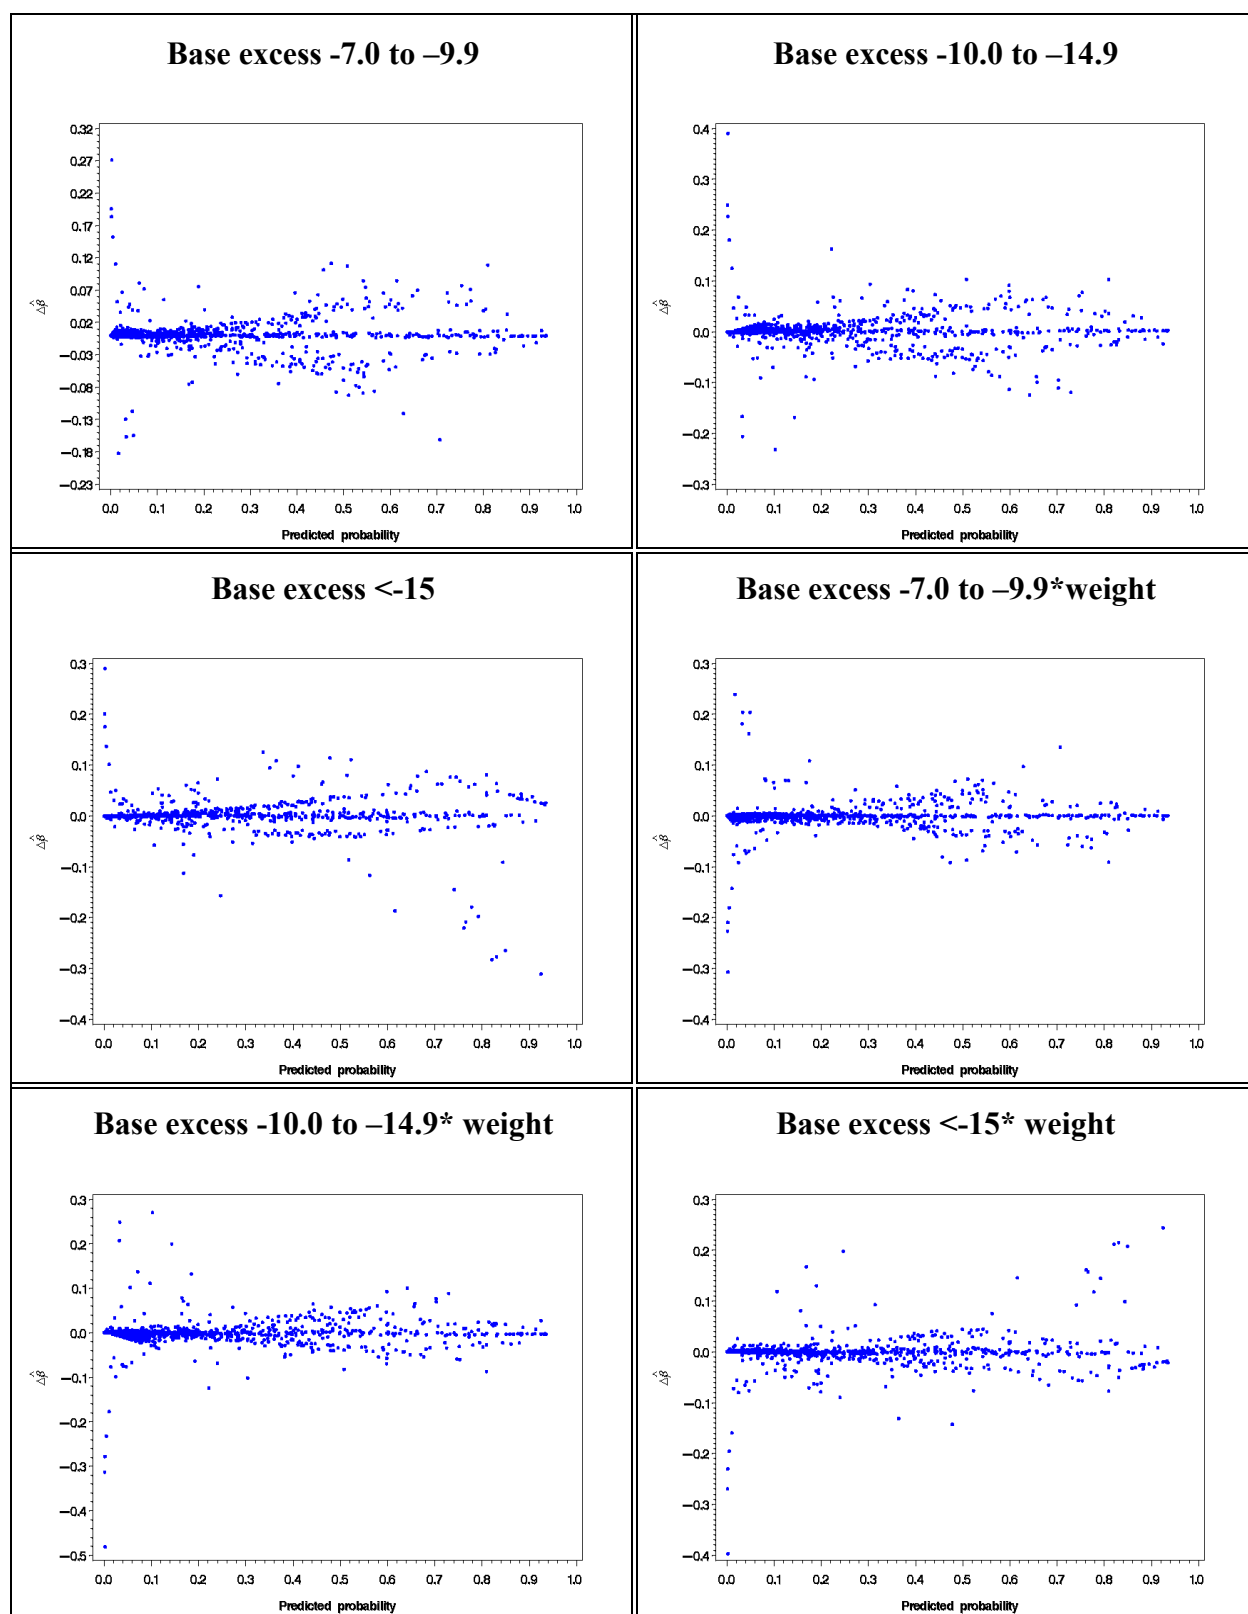 Base excess -7.0 to –9.9
0.32
0.27
0.22
0.17
0.12
0.07
0.02
−0.03
−0.08
−0.13
−0.18
−0.23
Δβ̂
0.0 0.1 0.2 0.3 0.4 0.5 0.6 0.7 0.8 0.9 1.0
Predicted probability
Base excess -10.0 to –14.9
0.4
0.3
0.2
0.1
0.0
−0.1
−0.2
−0.3
Δβ̂
0.0 0.1 0.2 0.3 0.4 0.5 0.6 0.7 0.8 0.9 1.0
Predicted probability
Base excess <-15
0.3
0.2
0.1
0.0
−0.1
−0.2
−0.3
−0.4
Δβ̂
0.0 0.1 0.2 0.3 0.4 0.5 0.6 0.7 0.8 0.9 1.0
Predicted probability
Base excess -7.0 to –9.9*weight
0.3
0.2
0.1
0.0
−0.1
−0.2
−0.3
−0.4
Δβ̂
0.0 0.1 0.2 0.3 0.4 0.5 0.6 0.7 0.8 0.9 1.0
Predicted probability
Base excess -10.0 to –14.9* weight
0.3
0.2
0.1
0.0
−0.1
−0.2
−0.3
−0.4
−0.5
Δβ̂
0.0 0.1 0.2 0.3 0.4 0.5 0.6 0.7 0.8 0.9 1.0
Predicted probability
Base excess <-15* weight
0.3
0.2
0.1
0.0
−0.1
−0.2
−0.3
−0.4
Δβ̂
0.0 0.1 0.2 0.3 0.4 0.5 0.6 0.7 0.8 0.9 1.0
Predicted probability